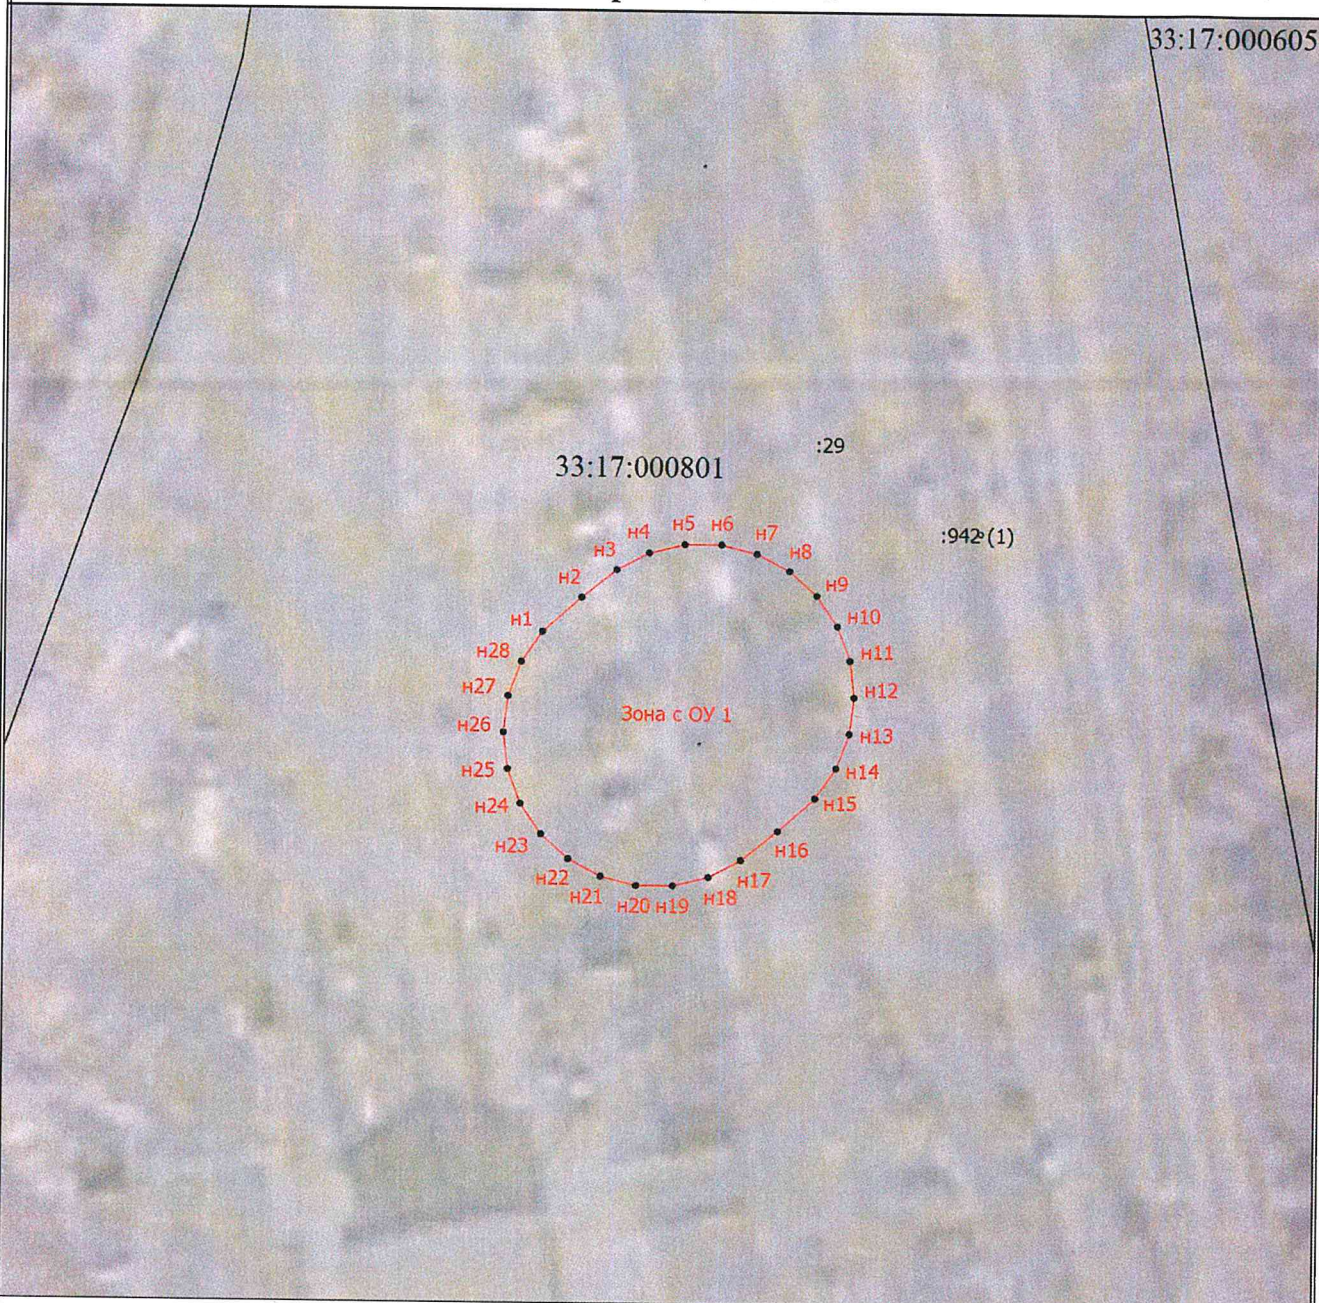 33:17:000605
:29
33:17:000801
:942 (1)
н5
н6
н4
н7
н3
н8
н2
н9
н1
н10
н28
н11
н27
н12
Зона с ОУ 1
н26
н13
н25
н14
н24
н15
н23
н16
н22
н17
н21
н18
н20
н19